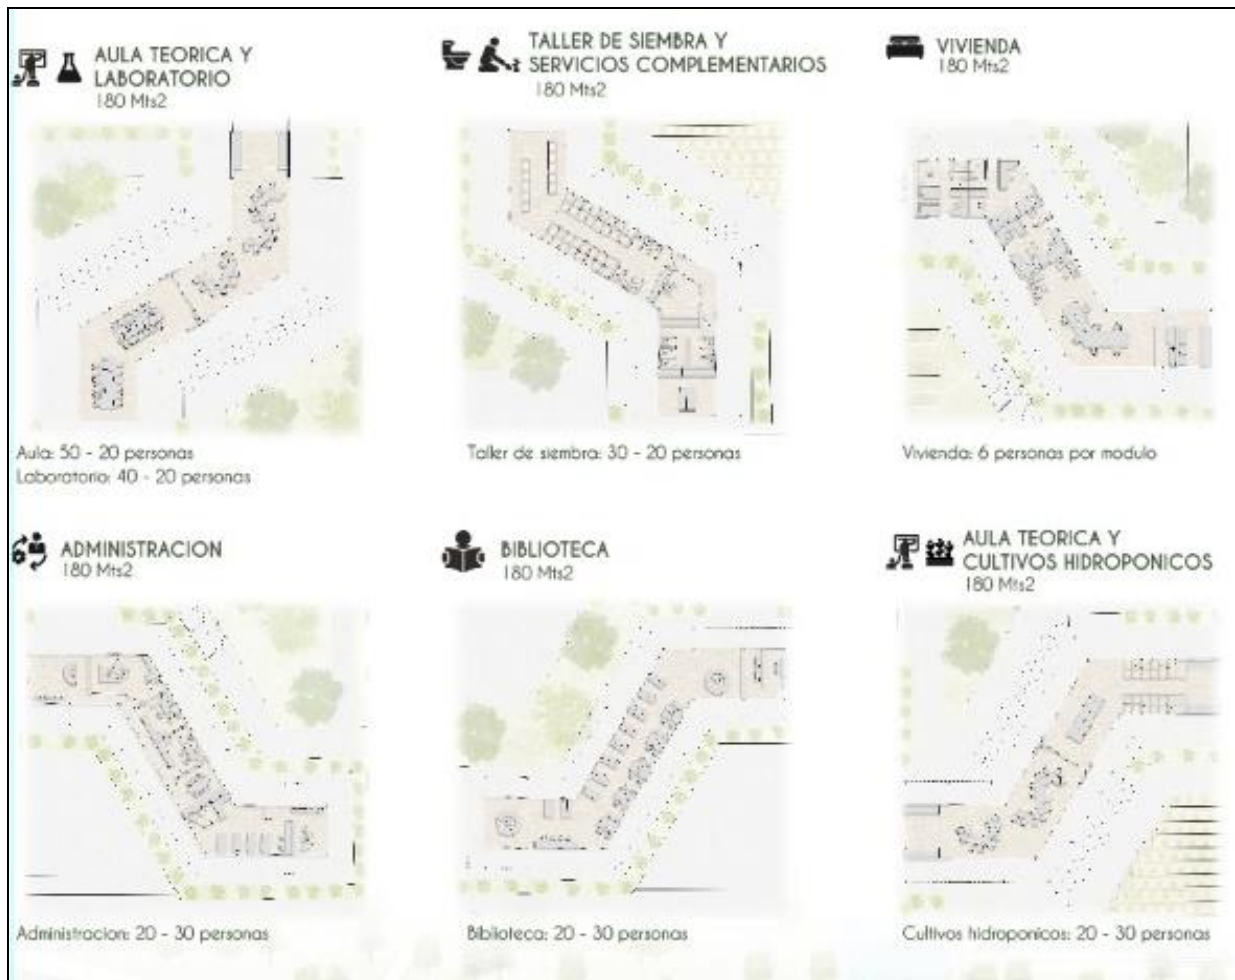 AULA TEORICA Y
LABORATORIO
180 Mts2
Aula: 50 - 20 personas
Laboratorio: 40 - 20 personas
TALLER DE SIEMBRA Y
SERVICIOS COMPLEMENTARIOS
180 Mts2
Taller de siembra: 30 - 20 personas
VIVIENDA
180 Mts2
Vivienda: 6 personas por modulo
ADMINISTRACION
180 Mts2
Administracion: 20 - 30 personas
BIBLIOTECA
180 Mts2
Biblioteca: 20 - 30 personas
AULA TEORICA Y
CULTIVOS HIDROPONICOS
180 Mts2
Cultivos hidroponicos: 20 - 30 personas